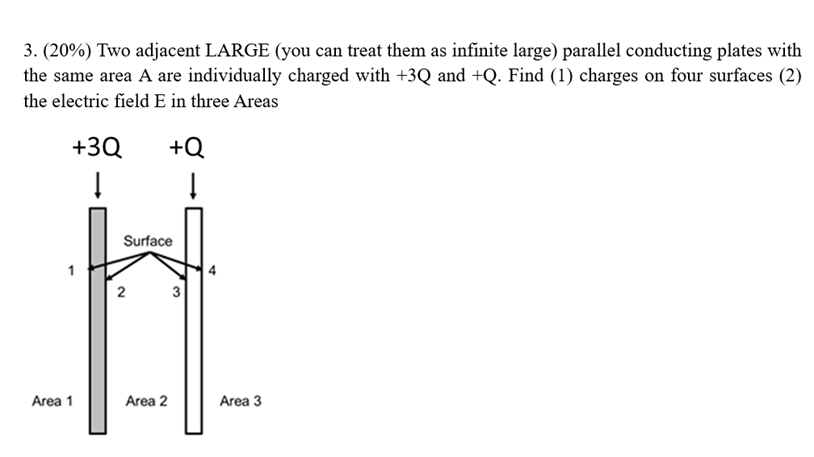 3. (20%) Two adjacent LARGE (you can treat them as infinite large) parallel conducting plates with
the same area A are individually charged with +3Q and +Q. Find (1) charges on four surfaces (2)
the electric field E in three Areas
+3Q +Q
Surface
1 4
2 3
Area 1 Area 2 Area 3